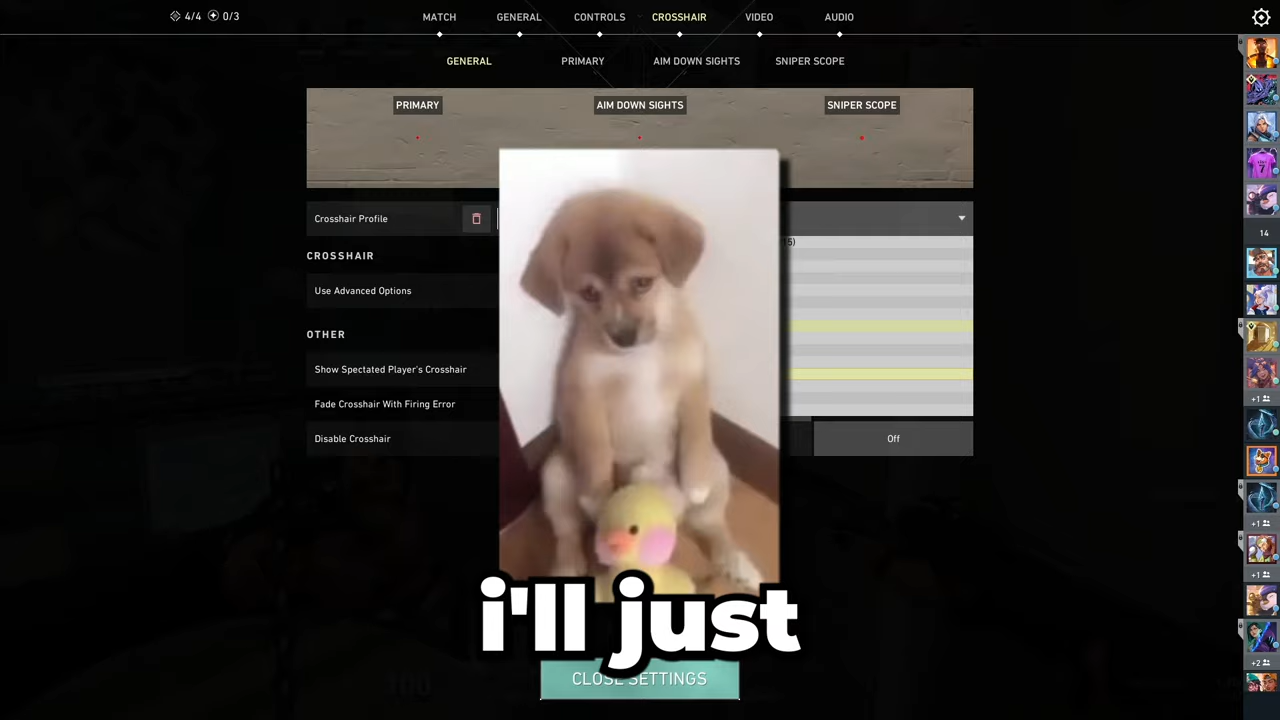 4/4 0/3
MATCH GENERAL CONTROLS CROSSHAIR VIDEO AUDIO
GENERAL PRIMARY AIM DOWN SIGHTS SNIPER SCOPE
PRIMARY AIM DOWN SIGHTS SNIPER SCOPE
Crosshair Profile
CROSSHAIR
Use Advanced Options
OTHER
Show Spectated Player's Crosshair
Fade Crosshair With Firing Error
Disable Crosshair Off
i'll just
CLOSE SETTINGS
14
7
+1
+1
+1
+2